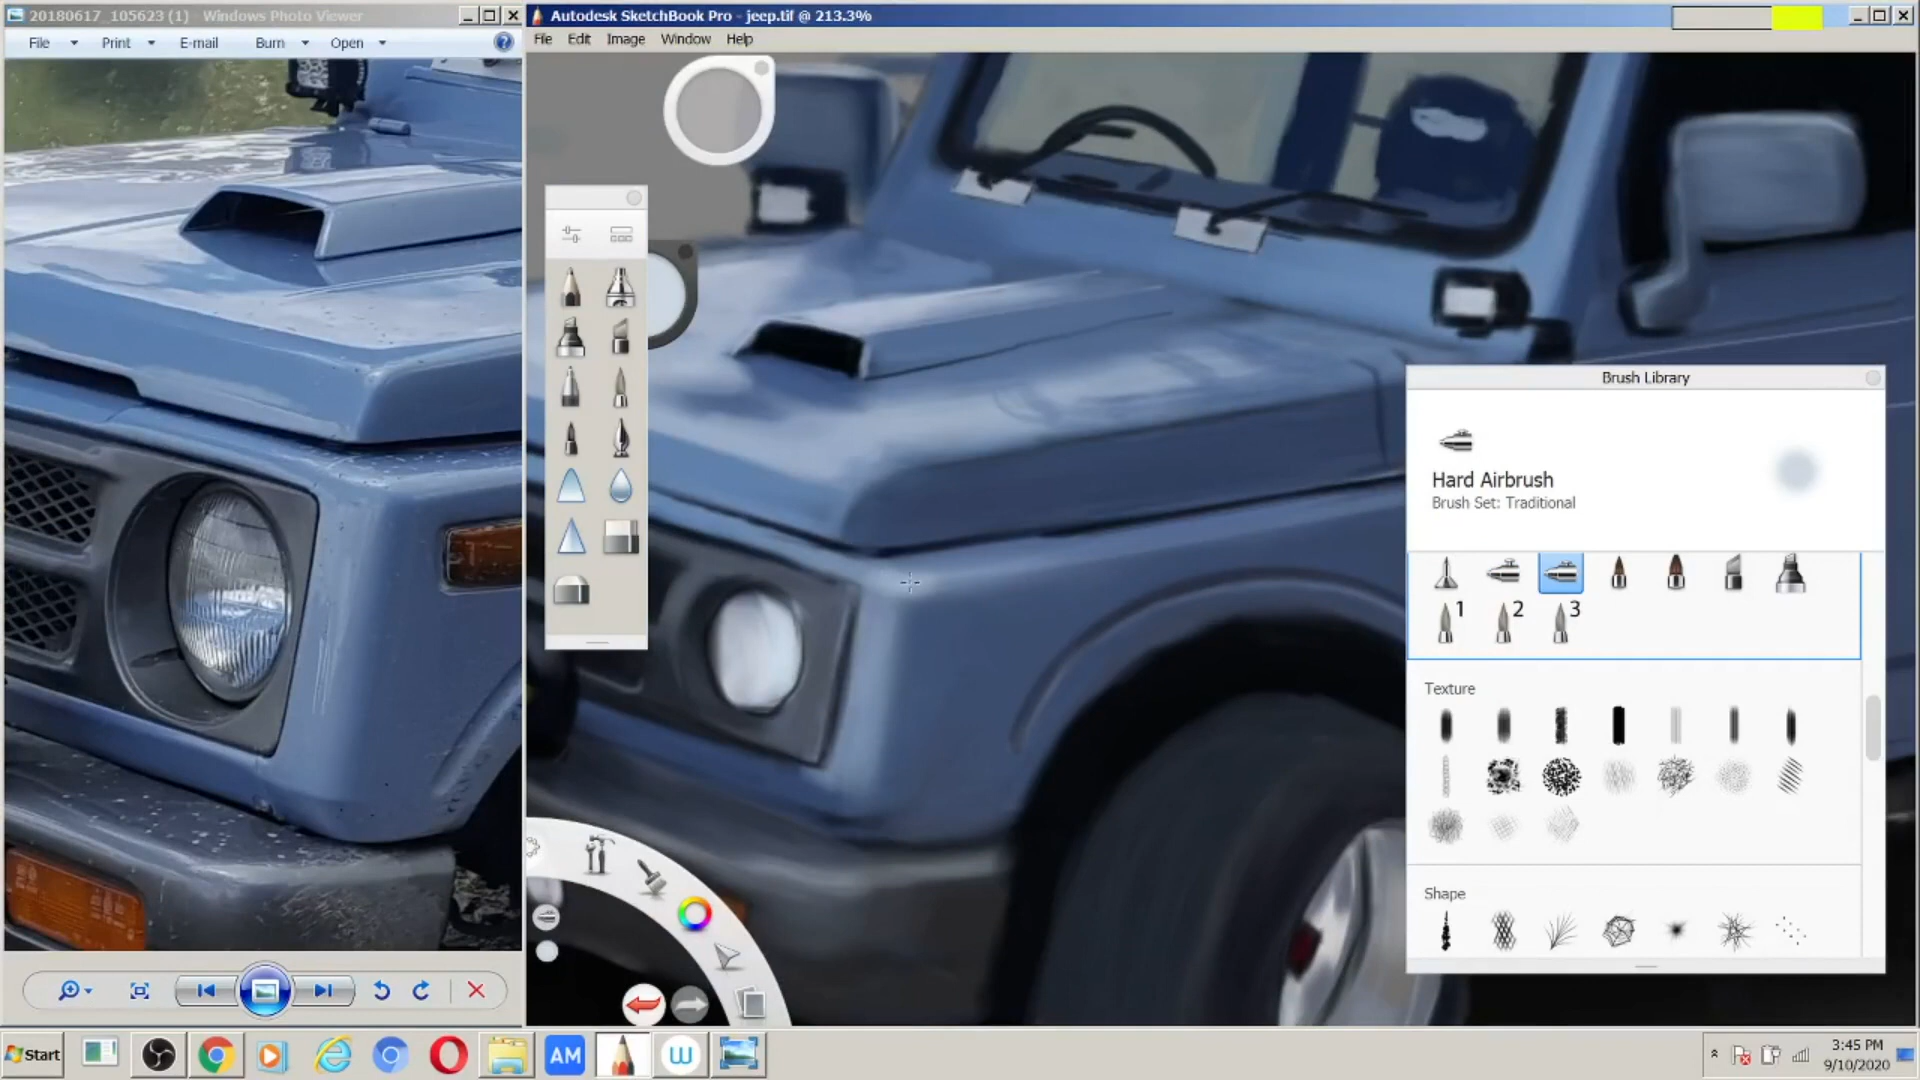 20180617_105623 (1) - Windows Photo Viewer
File Print E-mail Burn Open
Autodesk SketchBook Pro - jeep.tif @ 213.3%
File Edit Image Window Help
Brush Library
Hard Airbrush
Brush Set: Traditional
1 2 3
Texture
Shape
Start
AM
3:45 PM
9/10/2020